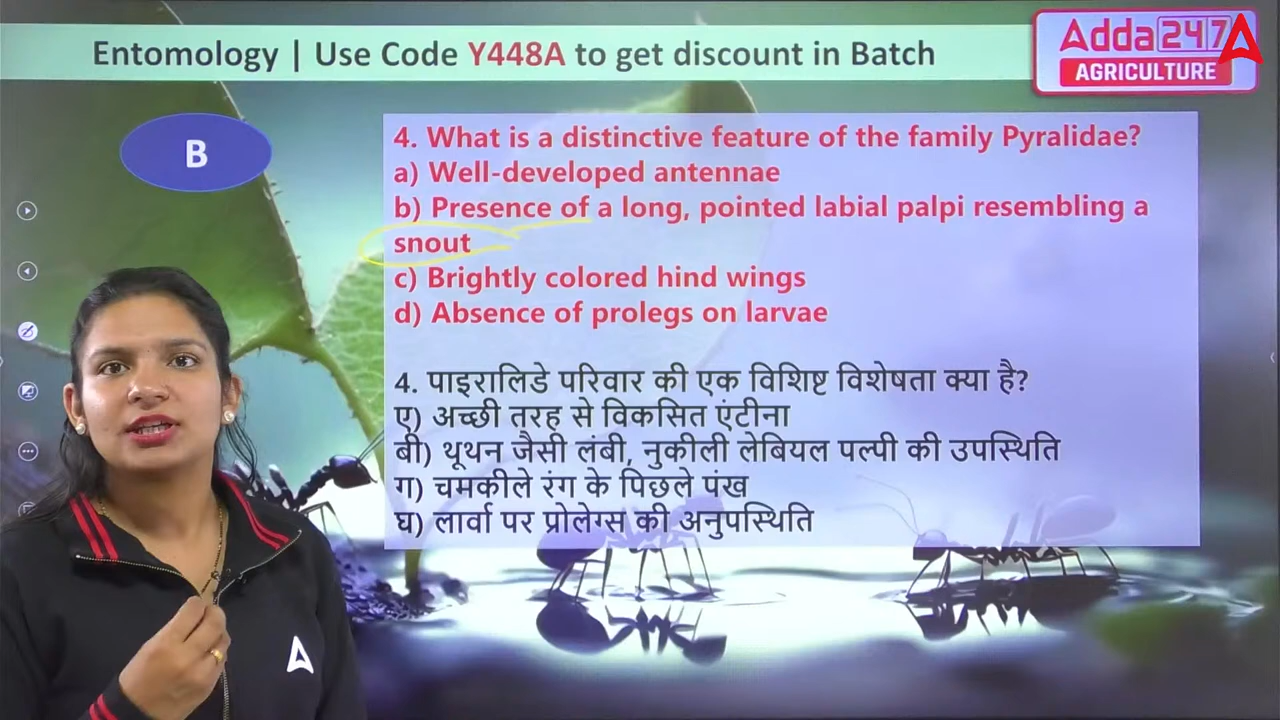 Entomology | Use Code Y448A to get discount in Batch
Adda 247
AGRICULTURE
B
4. What is a distinctive feature of the family Pyralidae?
a) Well-developed antennae
b) Presence of a long, pointed labial palpi resembling a
snout
c) Brightly colored hind wings
d) Absence of prolegs on larvae
4. पाइरालिडे परिवार की एक विशिष्ट विशेषता क्या है?
ए) अच्छी तरह से विकसित एंटीना
बी) थूथन जैसी लंबी, नुकीली लेबियल पल्पी की उपस्थिति
ग) चमकीले रंग के पिछले पंख
घ) लार्वा पर प्रोलेग्स की अनुपस्थिति